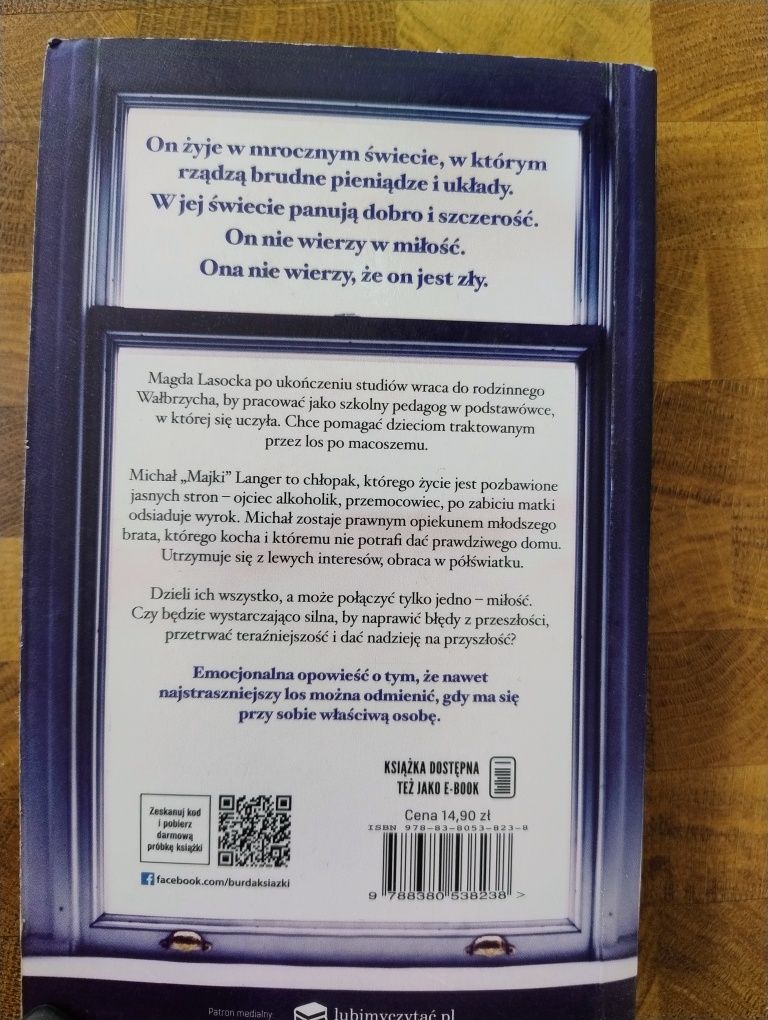 On żyje w mrocznym świecie, w którym
rządzą brudne pieniądze i układy.
W jej świecie panują dobro i szczerość.
On nie wierzy w miłość.
Ona nie wierzy, że on jest zły.
Magda Lasocka po ukończeniu studiów wraca do rodzinnego
Wałbrzycha, by pracować jako szkolny pedagog w podstawówce,
w której się uczyła. Chce pomagać dzieciom traktowanym
przez los po macoszemu.
Michał „Majki” Langer to chłopak, którego życie jest pozbawione
jasnych stron – ojciec alkoholik, przemocowiec, po zabiciu matki
odsiaduje wyrok. Michał zostaje prawnym opiekunem młodszego
brata, którego kocha i któremu nie potrafi dać prawdziwego domu.
Utrzymuje się z lewych interesów, obraca w półświatku.
Dzieli ich wszystko, a może połączyć tylko jedno – miłość.
Czy będzie wystarczająco silna, by naprawić błędy z przeszłości,
przetrwać teraźniejszość i dać nadzieję na przyszłość?
Emocjonalna opowieść o tym, że nawet
najstraszniejszy los można odmienić, gdy ma się
przy sobie właściwą osobę.
KSIĄŻKA DOSTĘPNA
TEŻ JAKO E-BOOK
Zeskanuj kod
i pobierz
darmową
próbkę książki
facebook.com/burdaksiazki
Cena 14,90 zł
ISBN 978-83-8053-823-8
9 788380 538238 >
Patron medialny lubimyczytać.pl